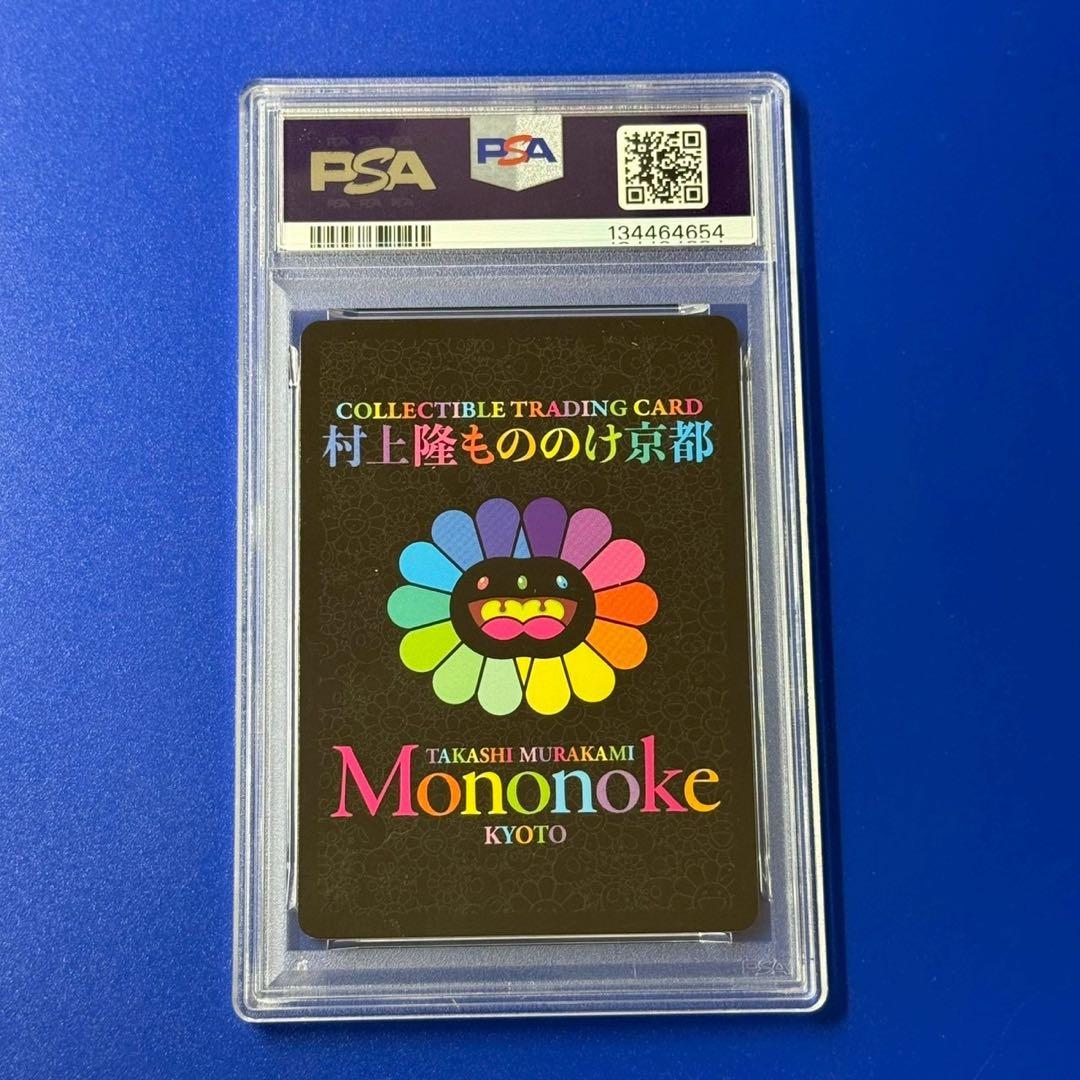 PSA
PSA
134464654
COLLECTIBLE TRADING CARD
村上隆もののけ京都
TAKASHI MURAKAMI
Mononoke
KYOTO
PSA